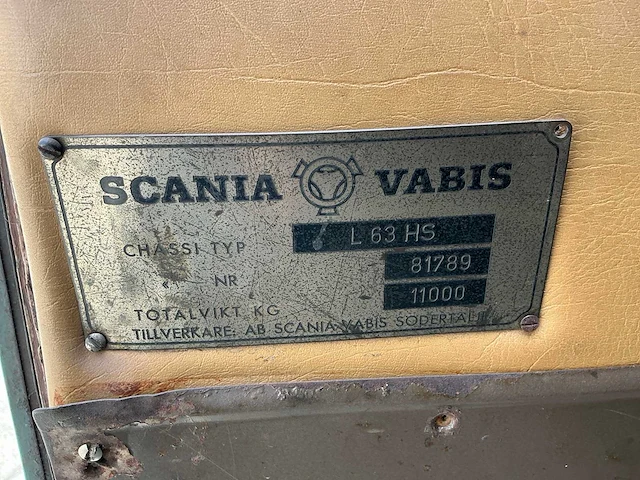 SCANIA VABIS
CHASSI TYP L 63 HS
« NR 81789
TOTALVIKT KG 11000
TILLVERKARE: AB SCANIA-VABIS SÖDERTÄLJE